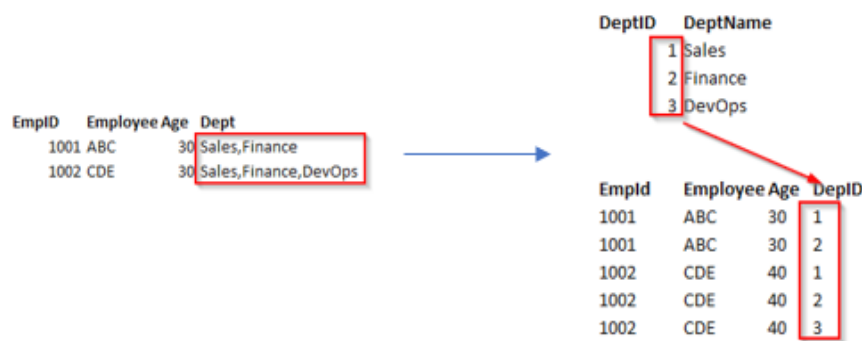 EmpID Employee Age Dept
1001 ABC 30 Sales,Finance
1002 CDE 30 Sales,Finance,DevOps
DeptID DeptName
1 Sales
2 Finance
3 DevOps
EmpId Employee Age DepID
1001 ABC 30 1
1001 ABC 30 2
1002 CDE 40 1
1002 CDE 40 2
1002 CDE 40 3